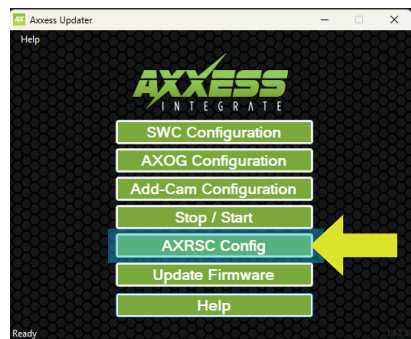 Axxess Updater
Help
AXXESS
INTEGRATE
SWC Configuration
AXOG Configuration
Add-Cam Configuration
Stop / Start
AXRSC Config
Update Firmware
Help
Ready